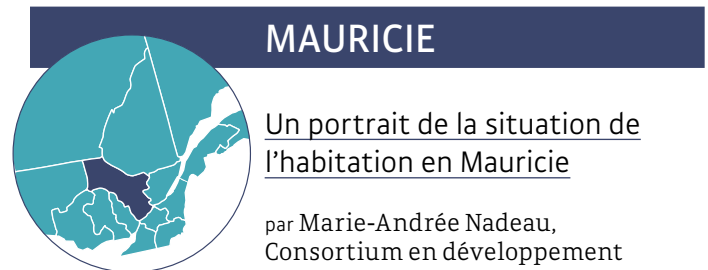 MAURICIE
Un portrait de la situation de
l'habitation en Mauricie
par Marie-Andrée Nadeau,
Consortium en développement